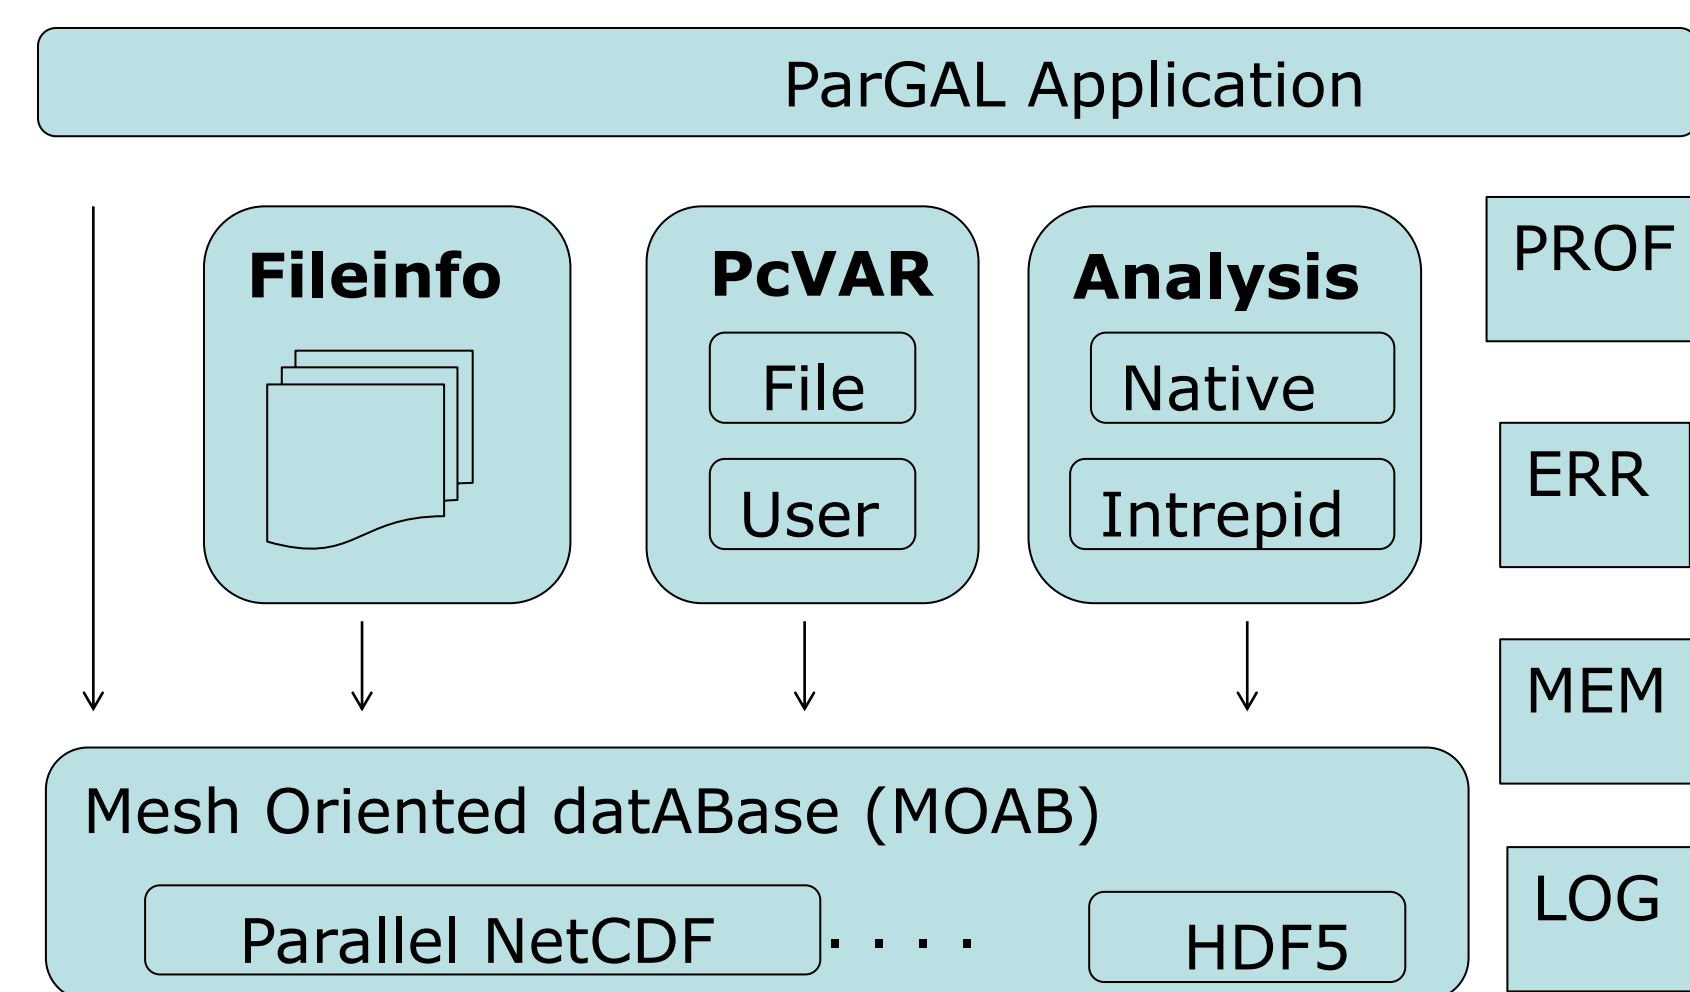 ParGAL Application
Fileinfo
PcVAR
File
User
Analysis
Native
Intrepid
PROF
ERR
MEM
LOG
Mesh Oriented datABase (MOAB)
Parallel NetCDF
. . . .
HDF5